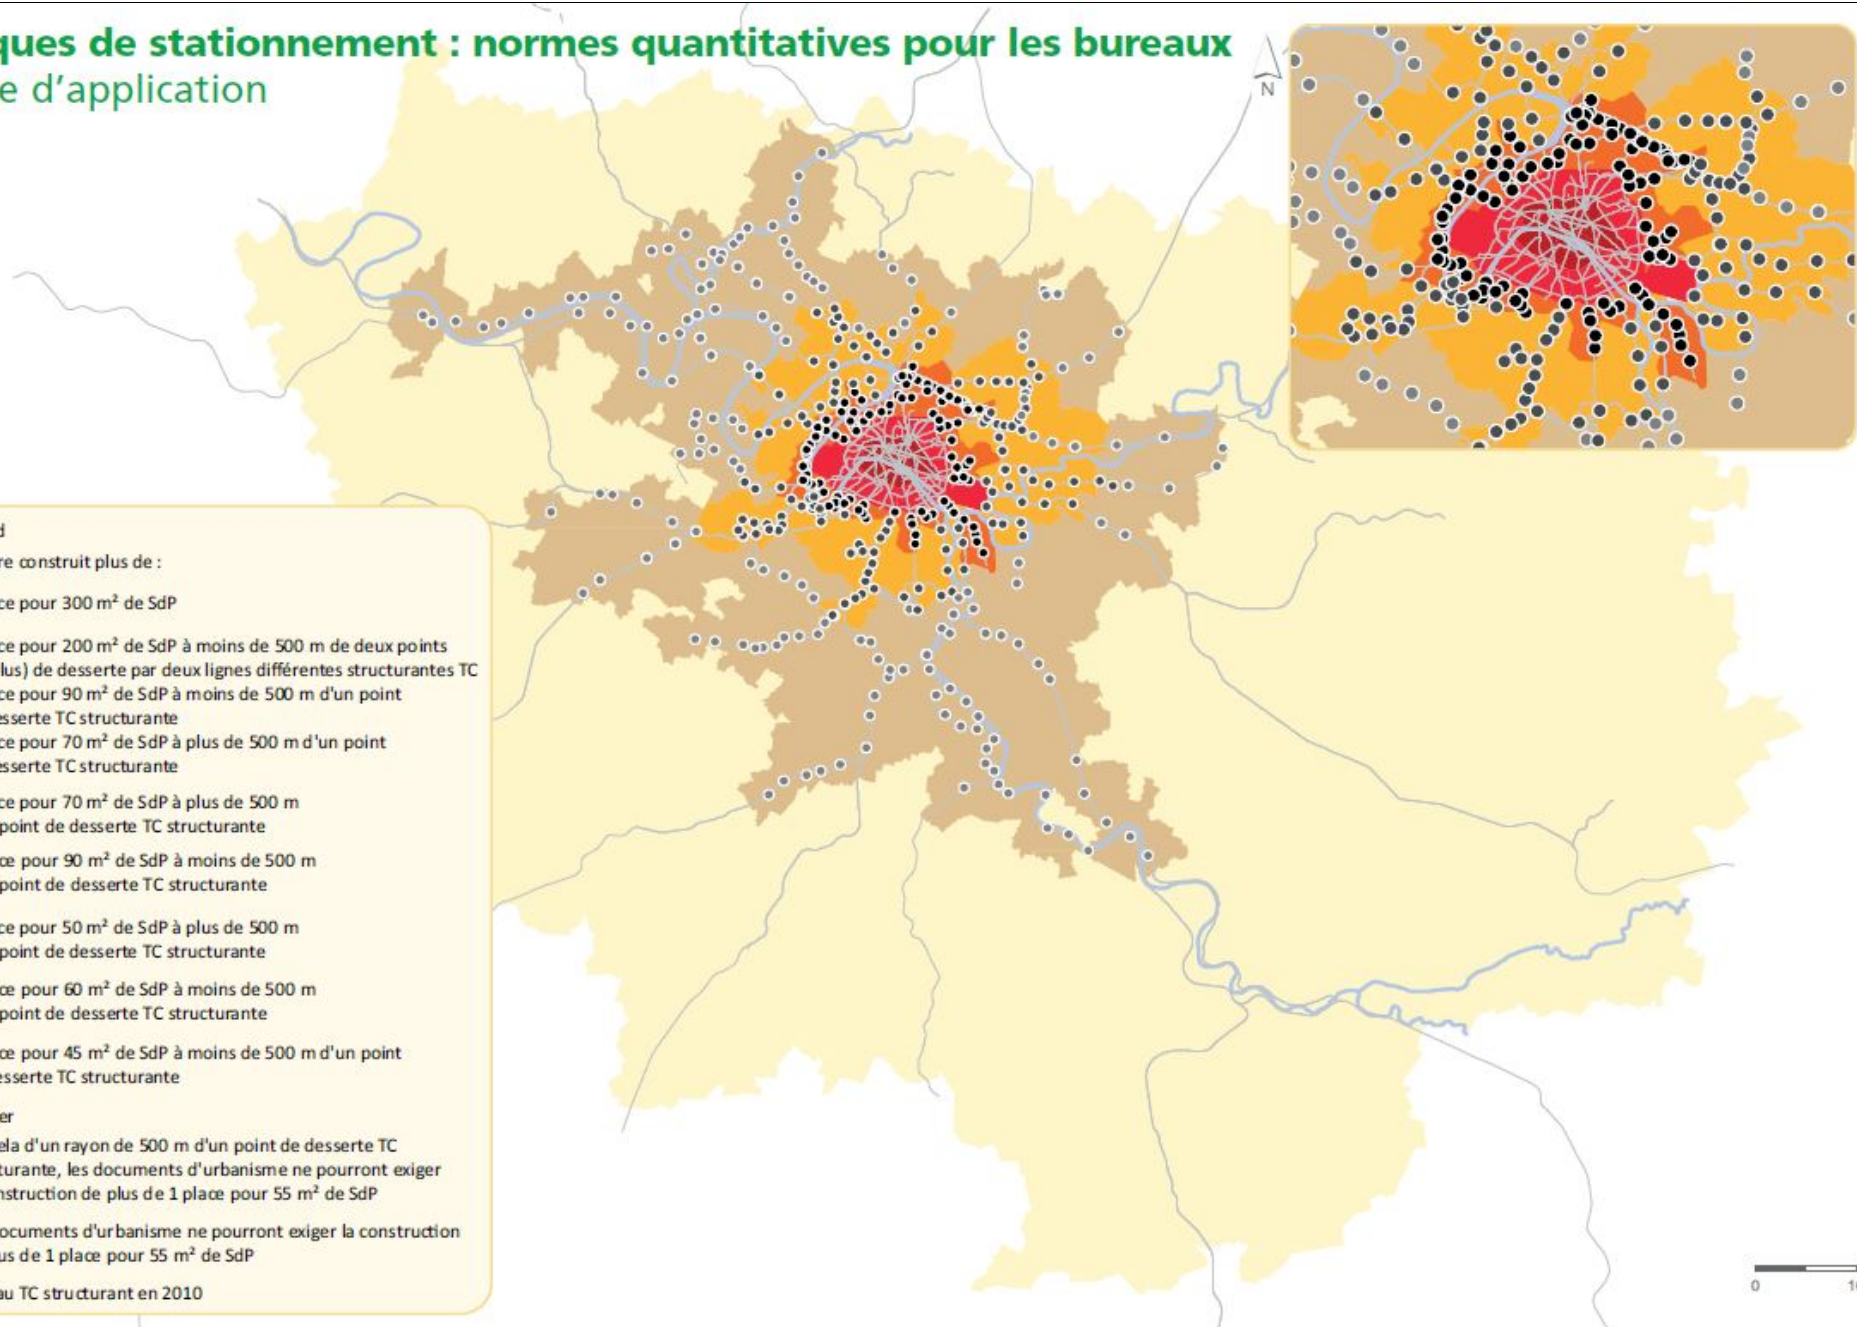 ques de stationnement : normes quantitatives pour les bureaux
e d'application
N
d
re construit plus de :
ce pour 300 m² de SdP
ce pour 200 m² de SdP à moins de 500 m de deux points
lus) de desserte par deux lignes différentes structurantes TC
ce pour 90 m² de SdP à moins de 500 m d'un point
esserte TC structurante
ce pour 70 m² de SdP à plus de 500 m d'un point
esserte TC structurante
ce pour 70 m² de SdP à plus de 500 m
point de desserte TC structurante
ce pour 90 m² de SdP à moins de 500 m
point de desserte TC structurante
ce pour 50 m² de SdP à plus de 500 m
point de desserte TC structurante
ce pour 60 m² de SdP à moins de 500 m
point de desserte TC structurante
ce pour 45 m² de SdP à moins de 500 m d'un point
esserte TC structurante
er
ela d'un rayon de 500 m d'un point de desserte TC
turante, les documents d'urbanisme ne pourront exiger
nstruction de plus de 1 place pour 55 m² de SdP
ocuments d'urbanisme ne pourront exiger la construction
us de 1 place pour 55 m² de SdP
au TC structurant en 2010
0 1